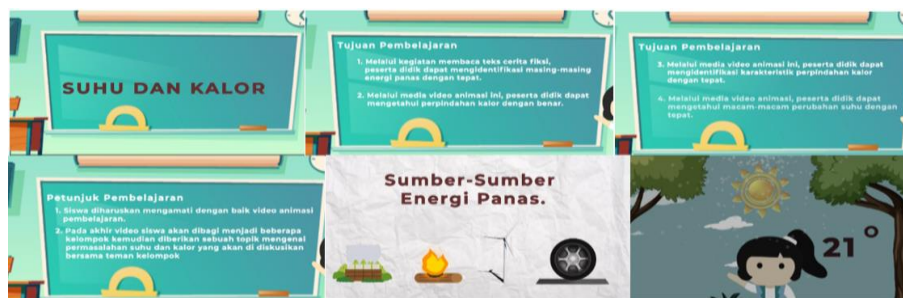 SUHU DAN KALOR
Tujuan Pembelajaran
1. Melalui kegiatan membaca teks cerita fiksi,
peserta didik dapat mengidentifikasi masing-masing
energi panas dengan tepat.
2. Melalui media video animasi ini, peserta didik dapat
mengetahui perpindahan kalor dengan benar.
Tujuan Pembelajaran
3. Melalui media video animasi ini, peserta didik dapat
mengidentifikasi karakteristik perpindahan kalor
dengan tepat.
4. Melalui media video animasi, peserta didik dapat
mengetahui macam-macam perubahan suhu dengan
tepat.
Petunjuk Pembelajaran
1. Siswa diharuskan mengamati dengan baik video animasi
pembelajaran.
2. Pada akhir video siswa akan dibagi menjadi beberapa
kelompok kemudian diberikan sebuah topik mengenai
permasalahan suhu dan kalor yang akan di diskusikan
bersama teman kelompok
Sumber-Sumber
Energi Panas.
21°